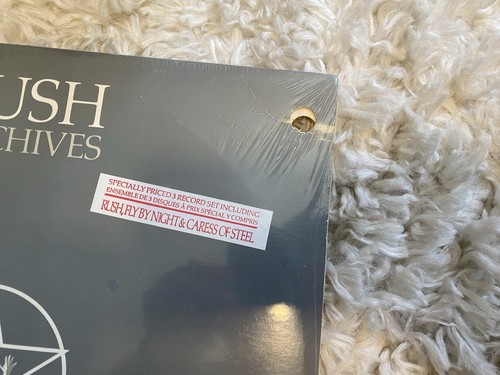 USH
CHIVES
SPECIALLY PRICED 3 RECORD SET INCLUDING
ENSEMBLE DE 3 DISQUES À PRIX SPÉCIAL Y COMPRIS
RUSH, FLY BY NIGHT & CARESS OF STEEL